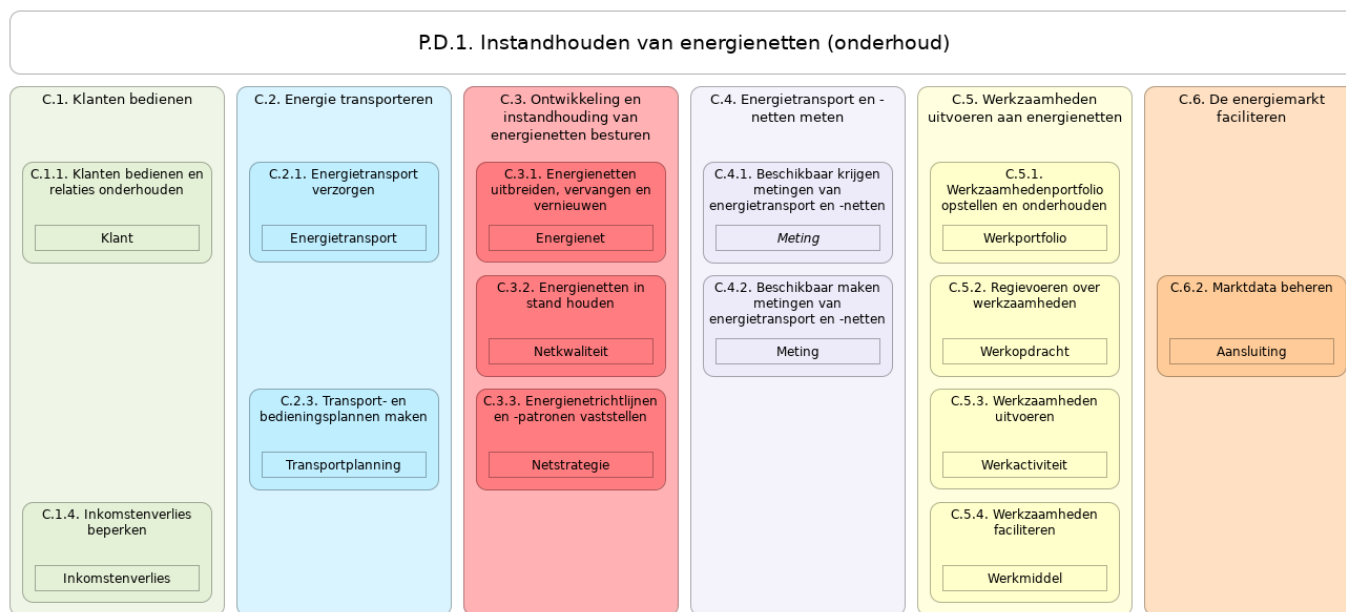 P.D.1. Instandhouden van energienetten (onderhoud)
C.1. Klanten bedienen
C.1.1. Klanten bedienen en
relaties onderhouden
Klant
C.1.4. Inkomstenverlies
beperken
Inkomstenverlies
C.2. Energie transporteren
C.2.1. Energietransport
verzorgen
Energietransport
C.2.3. Transport- en
bedieningsplannen maken
Transportplanning
C.3. Ontwikkeling en
instandhouding van
energienetten besturen
C.3.1. Energienetten
uitbreiden, vervangen en
vernieuwen
Energienet
C.3.2. Energienetten in
stand houden
Netkwaliteit
C.3.3. Energienetrichtlijnen
en -patronen vaststellen
Netstrategie
C.4. Energietransport en -
netten meten
C.4.1. Beschikbaar krijgen
metingen van
energietransport en -netten
Meting
C.4.2. Beschikbaar maken
metingen van
energietransport en -netten
Meting
C.5. Werkzaamheden
uitvoeren aan energienetten
C.5.1.
Werkzaamhedenportfolio
opstellen en onderhouden
Werkportfolio
C.5.2. Regievoeren over
werkzaamheden
Werkopdracht
C.5.3. Werkzaamheden
uitvoeren
Werkactiviteit
C.5.4. Werkzaamheden
faciliteren
Werkmiddel
C.6. De energiemarkt
faciliteren
C.6.2. Marktdata beheren
Aansluiting